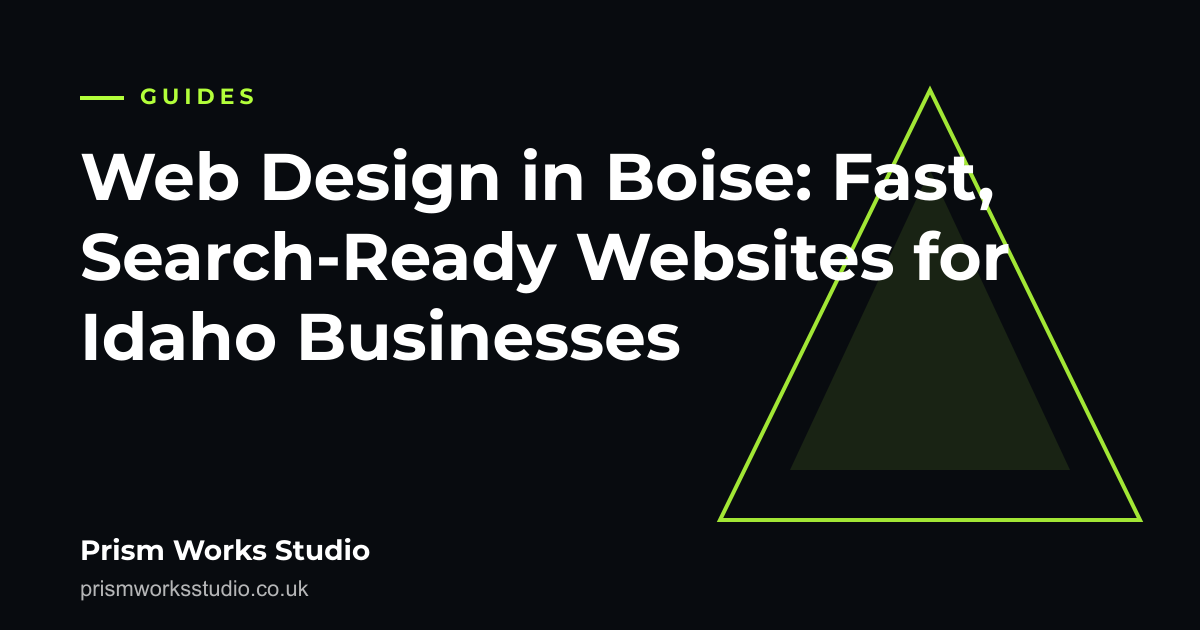 GUIDES
Web Design in Boise: Fast,
Search-Ready Websites for
Idaho Businesses
Prism Works Studio
prismworksstudio.co.uk